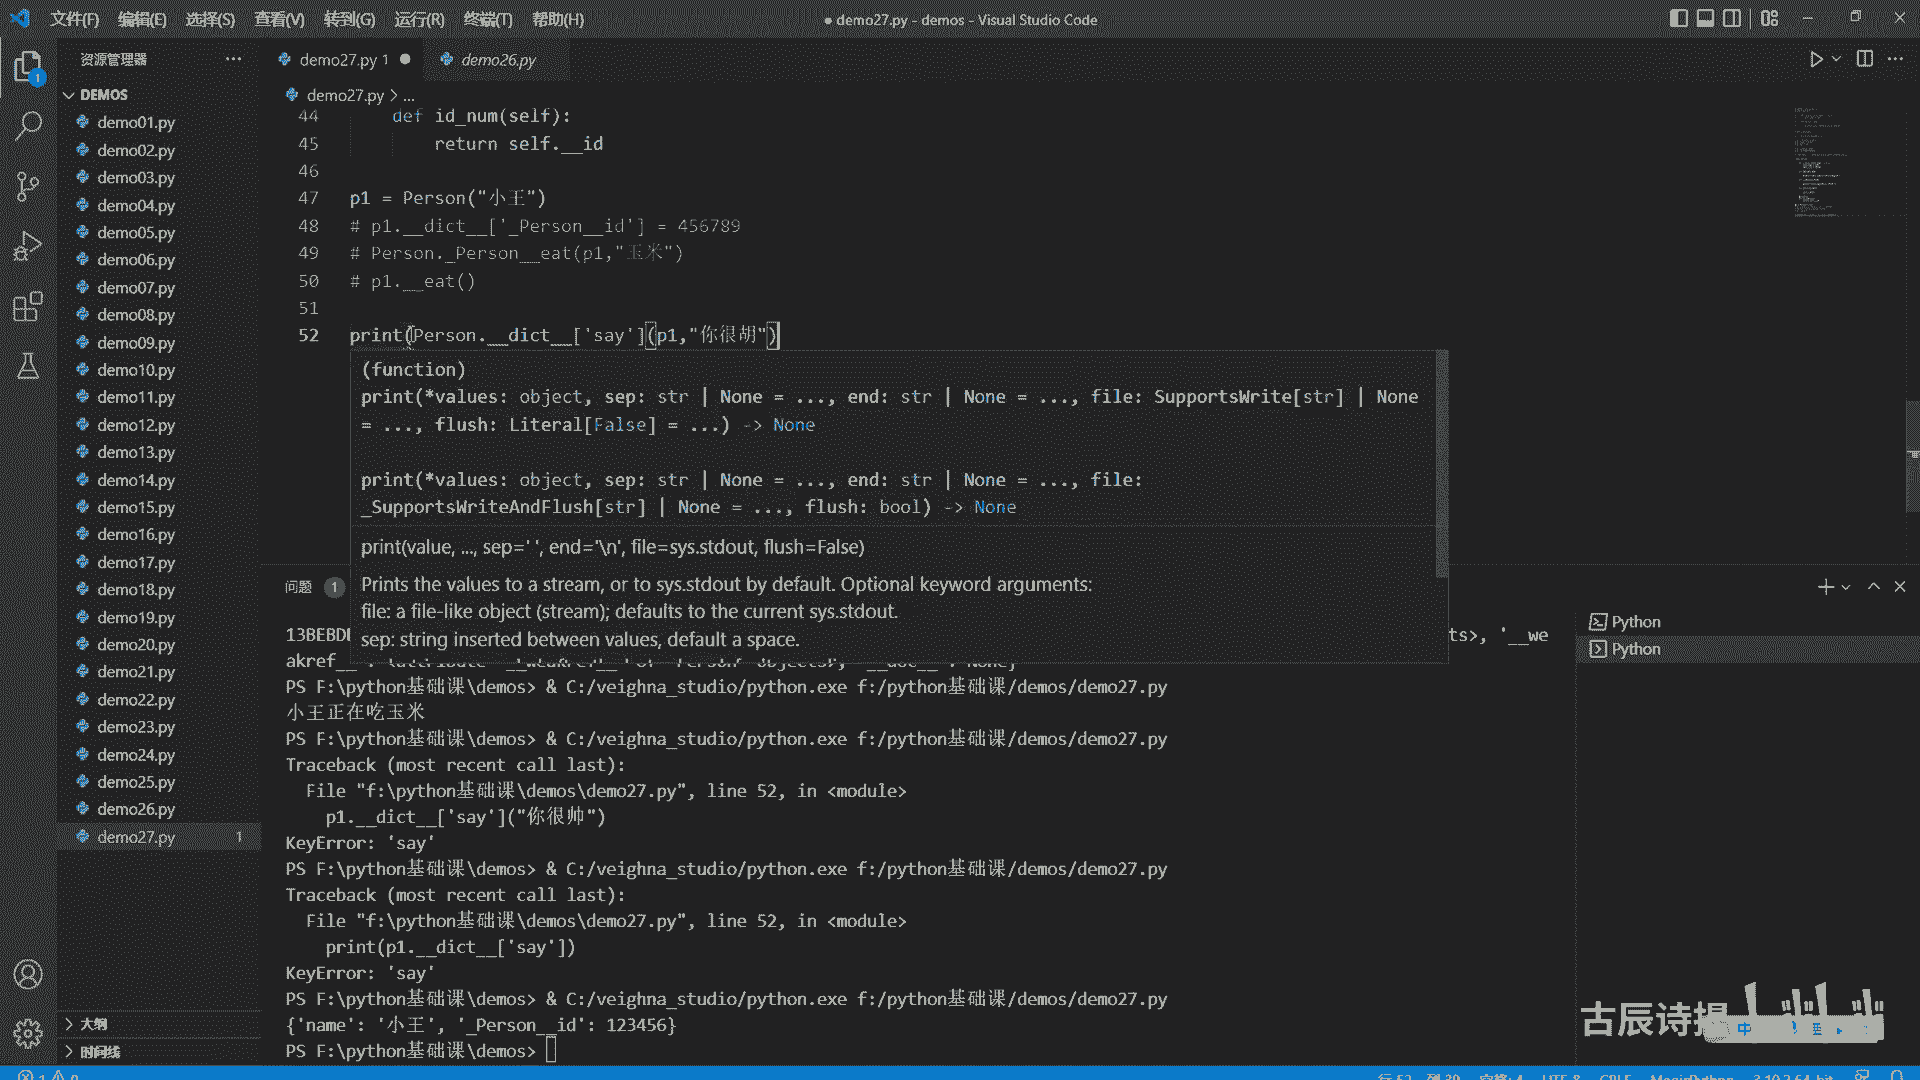 文件(F) 编辑(E) 选择(S) 查看(V) 转到(G) 运行(R) 终端(T) 帮助(H)
● demo27.py - demos - Visual Studio Code
资源管理器 ···
1
DEMOS
demo01.py
demo02.py
demo03.py
demo04.py
demo05.py
demo06.py
demo07.py
demo08.py
demo09.py
demo10.py
demo11.py
demo12.py
demo13.py
demo14.py
demo15.py
demo16.py
demo17.py
demo18.py
demo19.py
demo20.py
demo21.py
demo22.py
demo23.py
demo24.py
demo25.py
demo26.py
demo27.py 1
大纲
时间线
demo27.py 1 ● demo26.py
demo27.py > ...
44 def id_num(self):
45 return self.__id
46
47 p1 = Person("小王")
48 # p1.__dict__['_Person__id'] = 456789
49 # Person._Person__eat(p1,"玉米")
50 # p1.__eat()
51
52 print(Person.__dict__['say'](p1,"你很胡")
(function)
print(*values: object, sep: str | None = ..., end: str | None = ..., file: SupportsWrite[str] | None
= ..., flush: Literal[False] = ...) -> None
print(*values: object, sep: str | None = ..., end: str | None = ..., file:
_SupportsWriteAndFlush[str] | None = ..., flush: bool) -> None
print(value, ..., sep=' ', end='\n', file=sys.stdout, flush=False)
Prints the values to a stream, or to sys.stdout by default. Optional keyword arguments:
file: a file-like object (stream); defaults to the current sys.stdout.
sep: string inserted between values, default a space.
问题 1
ts>, '__we
akref__
PS F:\python基础课\demos> & C:/veighna_studio/python.exe f:/python基础课/demos/demo27.py
小王正在吃玉米
PS F:\python基础课\demos> & C:/veighna_studio/python.exe f:/python基础课/demos/demo27.py
Traceback (most recent call last):
File "f:\python基础课\demos\demo27.py", line 52, in <module>
p1.__dict__['say']("你很帅")
KeyError: 'say'
PS F:\python基础课\demos> & C:/veighna_studio/python.exe f:/python基础课/demos/demo27.py
Traceback (most recent call last):
File "f:\python基础课\demos\demo27.py", line 52, in <module>
print(p1.__dict__['say'])
KeyError: 'say'
PS F:\python基础课\demos> & C:/veighna_studio/python.exe f:/python基础课/demos/demo27.py
{'name': '小王', '_Person__id': 123456}
PS F:\python基础课\demos>
Python
Python
古辰诗
中